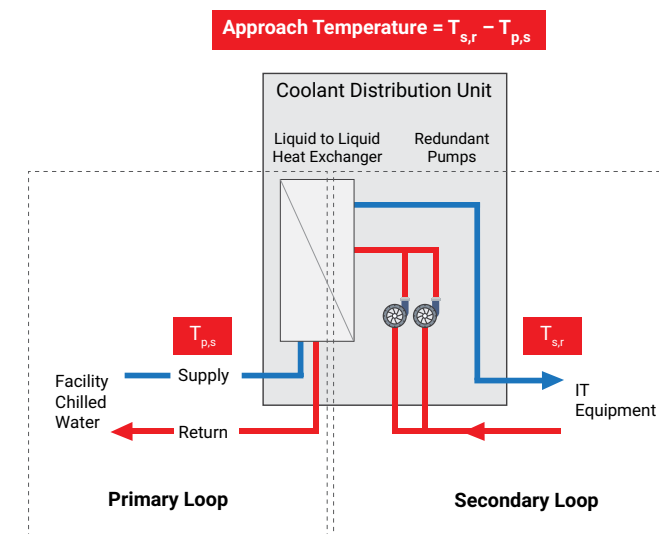 Approach Temperature = Ts,r – Tp,s
Coolant Distribution Unit
Liquid to Liquid
Heat Exchanger
Redundant
Pumps
Tp,s
Ts,r
Facility
Chilled
Water
Supply
Return
IT
Equipment
Primary Loop
Secondary Loop